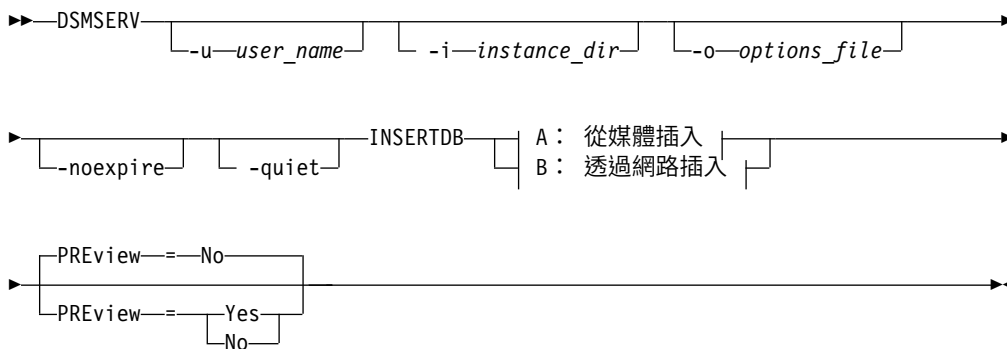 DSMSERV -u user_name -i instance_dir -o options_file
-noexpire -quiet INSERTDB A： 從媒體插入
B： 透過網路插入
PREview = No
PREview = Yes
No